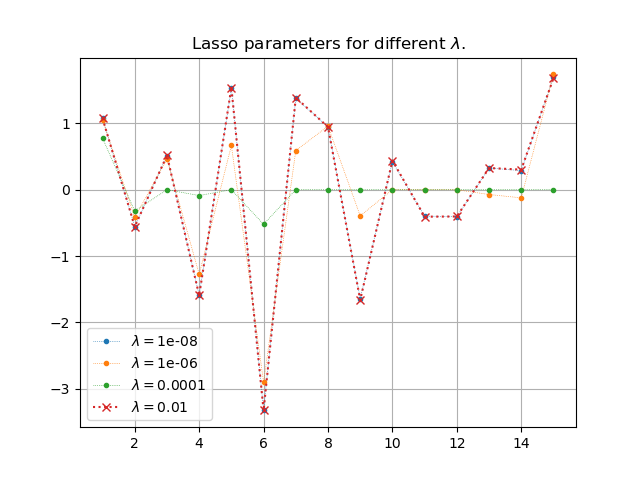 Lasso parameters for different λ.
1
0
−1
−2
−3
λ = 1e-08
λ = 1e-06
λ = 0.0001
λ = 0.01
2 4 6 8 10 12 14